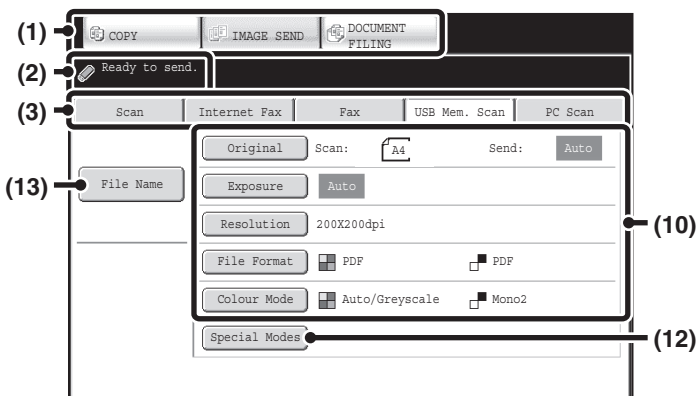 (1) COPY IMAGE SEND DOCUMENT
FILING
(2) Ready to send.
(3) Scan Internet Fax Fax USB Mem. Scan PC Scan
Original Scan: A4 Send: Auto
(13) File Name Exposure Auto
Resolution 200X200dpi (10)
File Format PDF PDF
Colour Mode Auto/Greyscale Mono2
Special Modes (12)